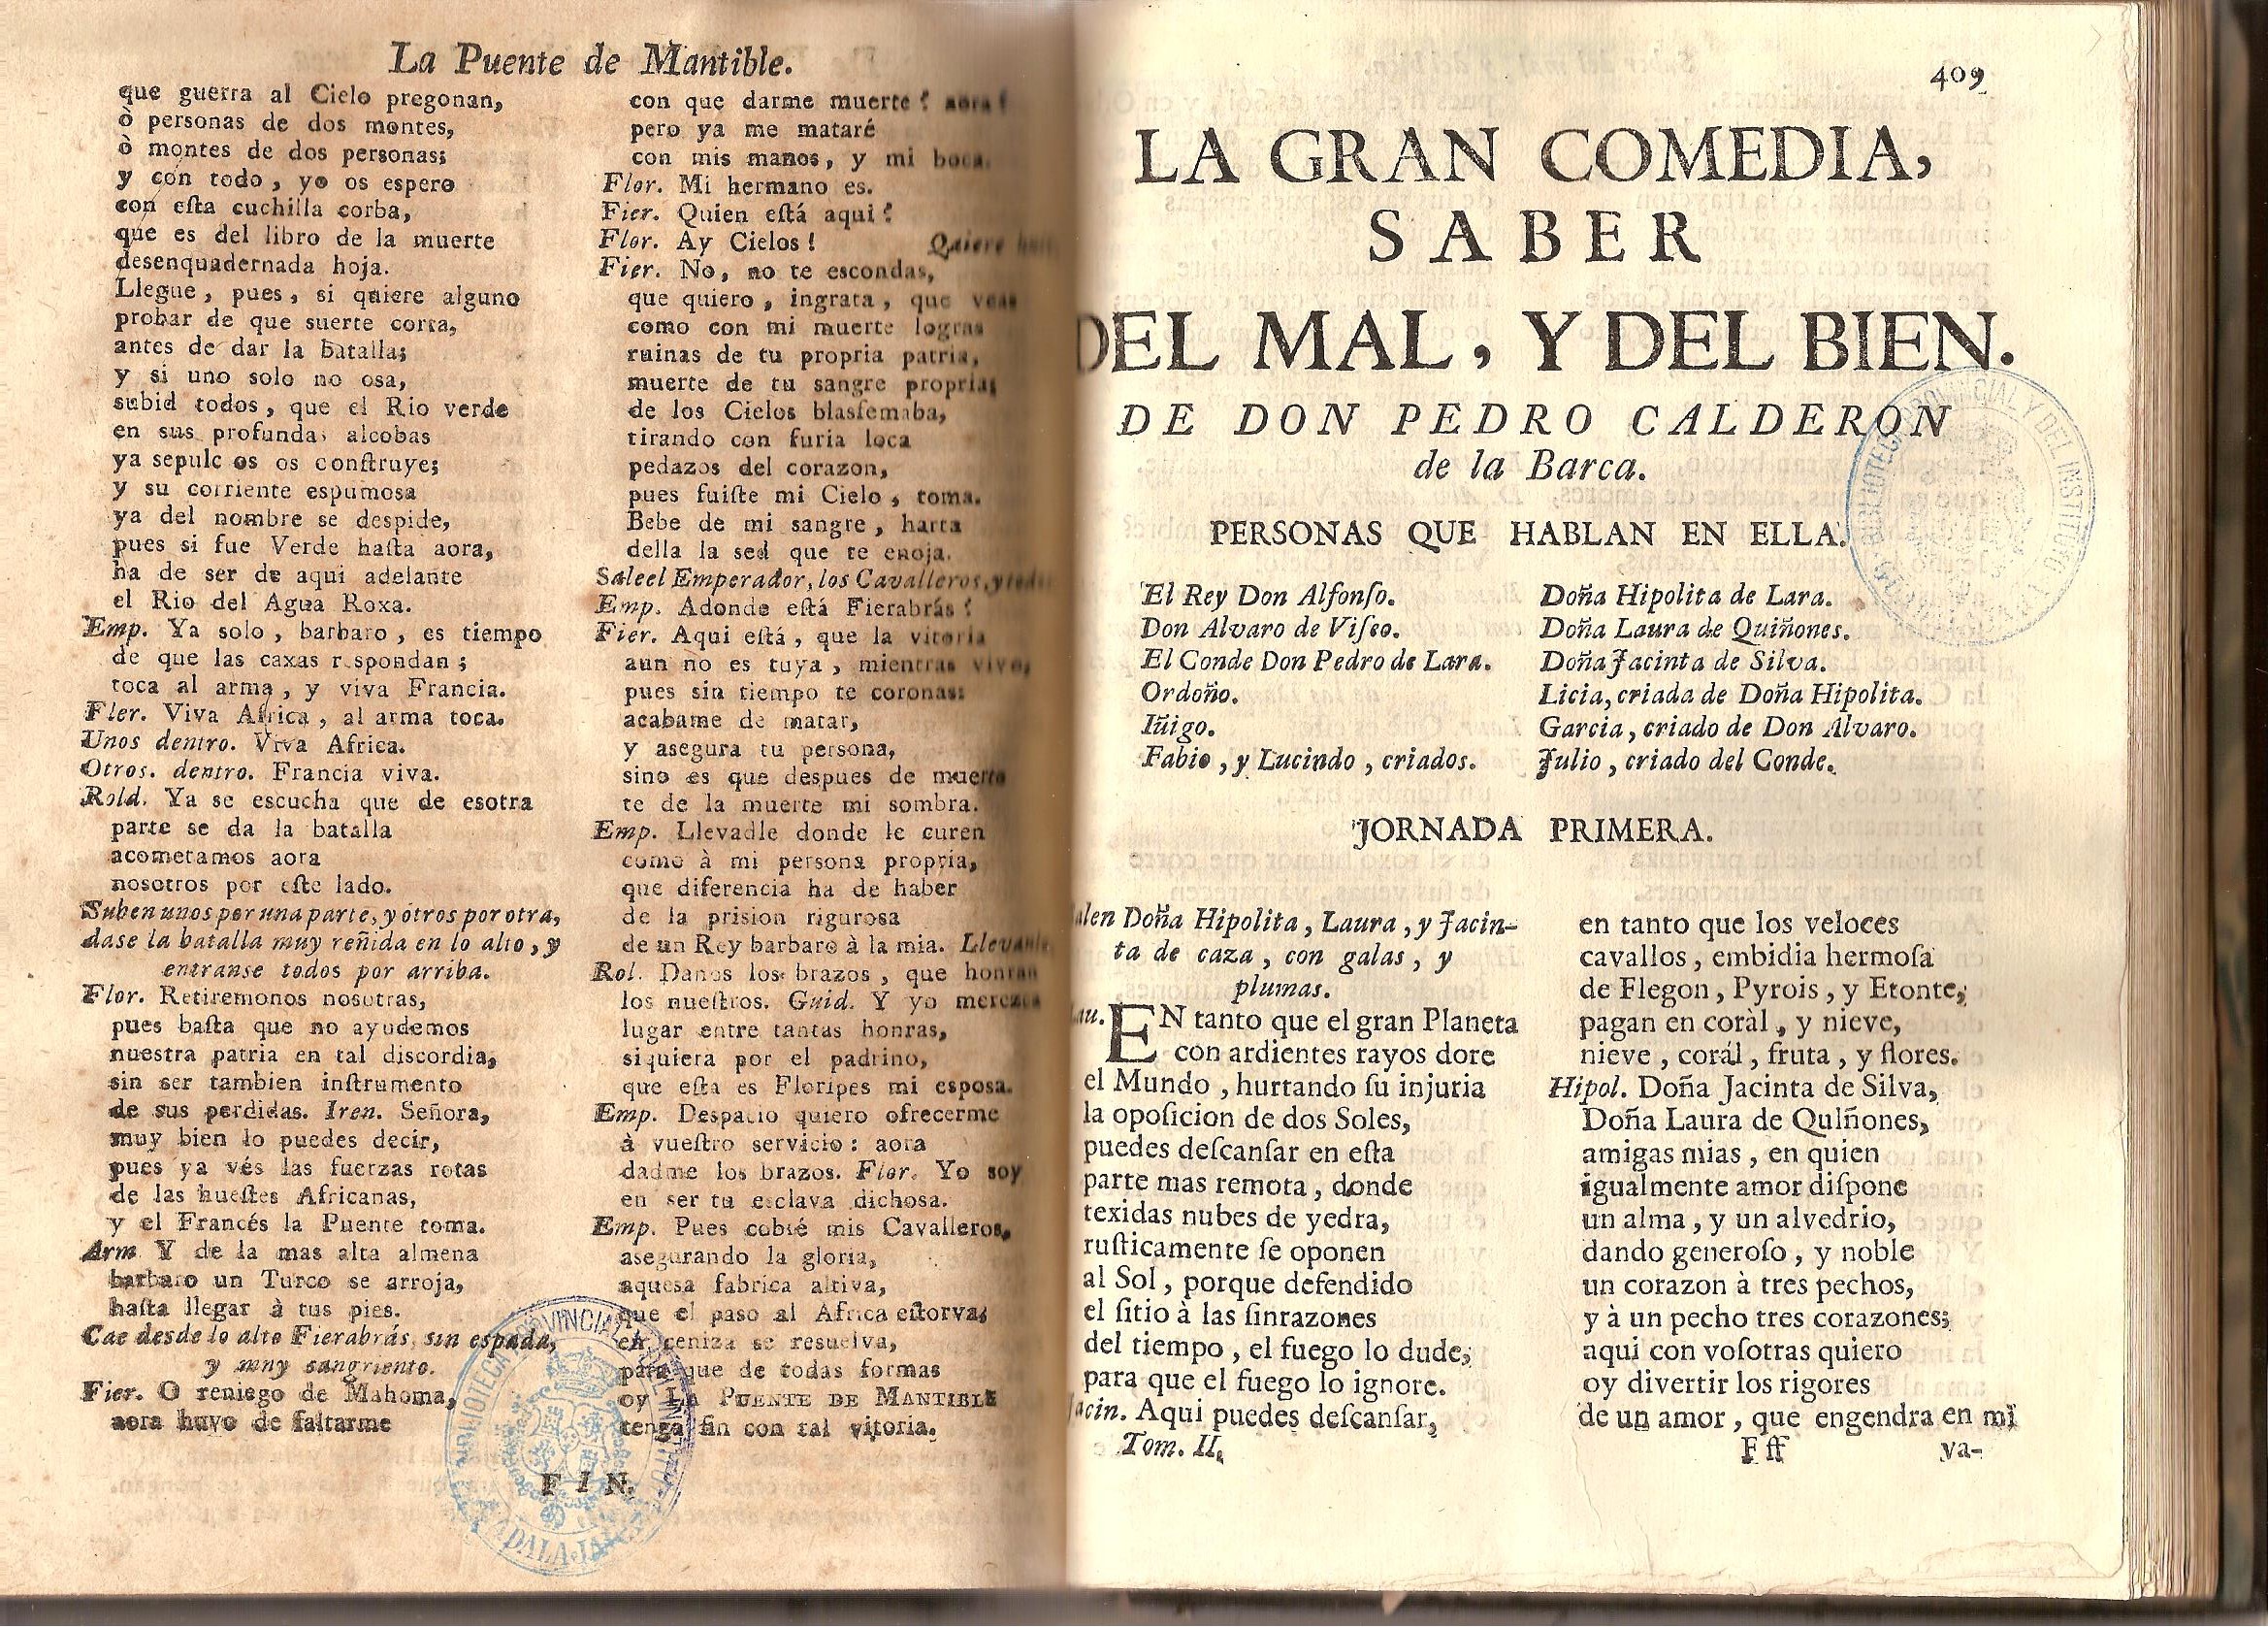 La Puente de Mantible.
que guerra al Cielo pregonan,
ò personas de dos montes,
ò montes de dos personas;
y con todo, yo os espero
con eſta cuchilla corba,
que es del libro de la muerte
desenquadernada hoja.
Llegue, pues, si quiere alguno
probar de que suerte corta,
antes de dar la batalla;
y si uno solo no osa,
subid todos, que el Rio verde
en sus profundas alcobas
ya sepulc os os conſtruye;
y su corriente espumosa
ya del nombre se despide,
pues si fue Verde haſta aora,
ha de ser de aqui adelante
el Rio del Agua Roxa.
Emp. Ya solo, barbaro, es tiempo
de que las caxas r spondan;
toca al arma, y viva Francia.
Fier. Viva Africa, al arma toca.
Unos dentro. Viva Africa.
Otros. dentro. Francia viva.
Rold. Ya se escucha que de esotra
parte se da la batalla
acometamos aora
nosotros por eſte lado.
Suben unos por una parte, y otros por otra,
dase la batalla muy reñida en lo alto, y
entranse todos por arriba.
Flor. Retiremonos nosotras,
pues baſta que no ayudemos
nueſtra patria en tal discordia,
sin ser tambien inſtrumento
de sus perdidas. Iren. Señora,
muy bien lo puedes decir,
pues ya vés las fuerzas rotas
de las hueſtes Africanas,
y el Francés la Puente toma.
Arm Y de la mas alta almena
barbaro un Turco se arroja,
haſta llegar à tus pies.
Cae desde lo alto Fierabrás, sin espada,
y muy sangriento.
Fier. O reniego de Mahoma,
aora huvo de faltarme
con que darme muerte? aora?
pero ya me mataré
con mis manos, y mi boca.
Flor. Mi hermano es.
Fier. Quien eſtá aqui?
Flor. Ay Cielos! Quiere
Fier. No, no te escondas,
que quiero, ingrata, que veas
como con mi muerte logras
ruinas de tu propria patria,
muerte de tu sangre propria;
de los Cielos blasfemaba,
tirando con furia loca
pedazos del corazon,
pues fuiſte mi Cielo, toma.
Bebe de mi sangre, harta
della la sed que te enoja.
Sale el Emperador, los Cavalleros, y
Emp. Adonde eſtá Fierabrás?
Fier. Aqui eſtá, que la vitoria
aun no es tuya, mientras vivo,
pues sin tiempo te coronas:
acabame de matar,
y asegura tu persona,
sino es que despues de muerto
te de la muerte mi sombra.
Emp. Llevadle donde le curen
como à mi persona propria,
que diferencia ha de haber
de la prision rigurosa
de un Rey barbaro à la mia. Llevanle
Rol. Danos los brazos, que honran
los nueſtros. Guid. Y yo merezca
lugar entre tantas honras,
siquiera por el padrino,
que eſta es Floripes mi esposa.
Emp. Despacio quiero ofrecerme
à vueſtro servicio: aora
dadme los brazos. Flor. Yo soy
en ser tu esclava dichosa.
Emp. Pues cobré mis Cavalleros,
asegurando la gloria,
aquesa fabrica altiva,
que el paso al Africa eſtorva;
en ceniza se resuelva,
para que de todas formas
oy LA PUENTE DE MANTIBLE
tenga fin con tal vitoria.
FIN.
409
LA GRAN COMEDIA,
SABER
DEL MAL, Y DEL BIEN.
DE DON PEDRO CALDERON
de la Barca.
PERSONAS QUE HABLAN EN ELLA.
El Rey Don Alfonſo.
Don Alvaro de Viſeo.
El Conde Don Pedro de Lara.
Ordoño.
Iñigo.
Fabio, y Lucindo, criados.
Doña Hipolita de Lara.
Doña Laura de Quiñones.
Doña Jacinta de Silva.
Licia, criada de Doña Hipolita.
Garcia, criado de Don Alvaro.
Julio, criado del Conde.
JORNADA PRIMERA.
alen Doña Hipolita, Laura, y Jacin-
ta de caza, con galas, y
plumas.
au. EN tanto que el gran Planeta
con ardientes rayos dore
el Mundo, hurtando ſu injuria
la opoſicion de dos Soles,
puedes deſcanſar en eſta
parte mas remota, donde
texidas nubes de yedra,
ruſticamente ſe oponen
al Sol, porque defendido
el ſitio à las ſinrazones
del tiempo, el fuego lo dude,
para que el fuego lo ignore.
Jacin. Aqui puedes deſcanſar,
Tom. II.
en tanto que los veloces
cavallos, embidia hermoſa
de Flegon, Pyrois, y Etonte,
pagan en coràl, y nieve,
nieve, corál, fruta, y flores.
Hipol. Doña Jacinta de Silva,
Doña Laura de Quiñones,
amigas mias, en quien
igualmente amor diſpone
un alma, y un alvedrio,
dando generoſo, y noble
un corazon à tres pechos,
y à un pecho tres corazones;
aqui con voſotras quiero
oy divertir los rigores
de un amor, que engendra en mi
Fff
ya-
BIBLIOTECA PROVINCIAL Y DEL INSTITUTO
BIBLIOTECA PROVINCIAL